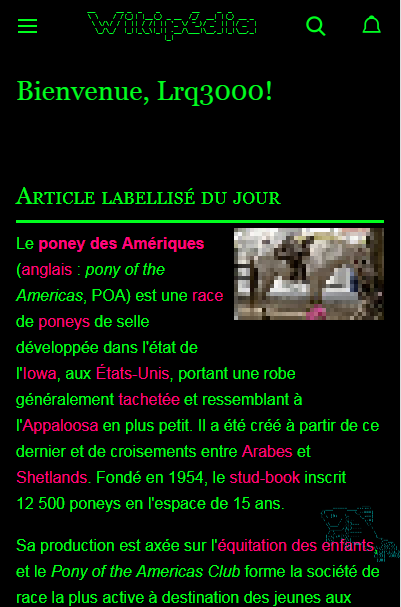 Wikipédia
Bienvenue, Lrq3000!
Article labellisé du jour
Le poney des Amériques
(anglais : pony of the
Americas, POA) est une race
de poneys de selle
développée dans l'état de
l'Iowa, aux États-Unis, portant une robe
généralement tachetée et ressemblant à
l'Appaloosa en plus petit. Il a été créé à partir de ce
dernier et de croisements entre Arabes et
Shetlands. Fondé en 1954, le stud-book inscrit
12 500 poneys en l'espace de 15 ans.
Sa production est axée sur l'équitation des enfants,
et le Pony of the Americas Club forme la société de
race la plus active à destination des jeunes aux